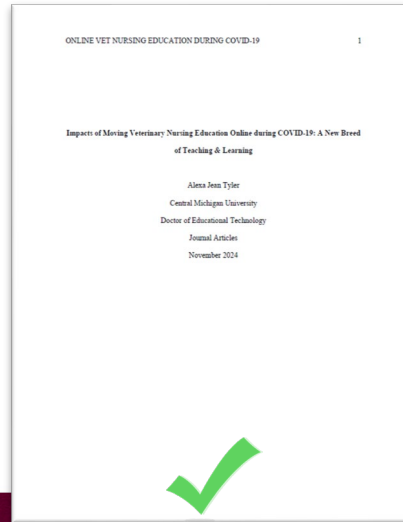 ONLINE VET NURSING EDUCATION DURING COVID-19 1
Impacts of Moving Veterinary Nursing Education Online during COVID-19: A New Breed
of Teaching & Learning
Alexa Jean Tyler
Central Michigan University
Doctor of Educational Technology
Journal Articles
November 2024